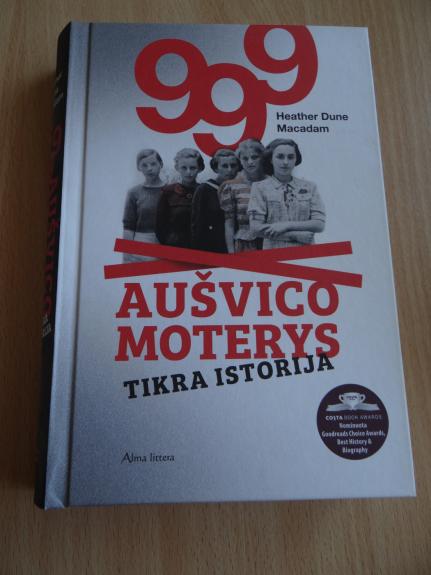 999
Heather Dune
Macadam
AUŠVICO
MOTERYS
TIKRA ISTORIJA
Alma littera
COSTA BOOK AWARDS
Nominuota
Goodreads Choice Awards,
Best History &
Biography